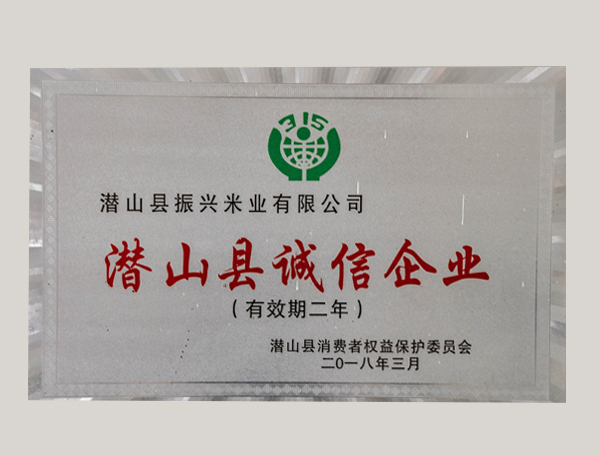 315
潜山县振兴米业有限公司
潜山县诚信企业
（有效期二年）
潜山县消费者权益保护委员会
二〇一八年三月